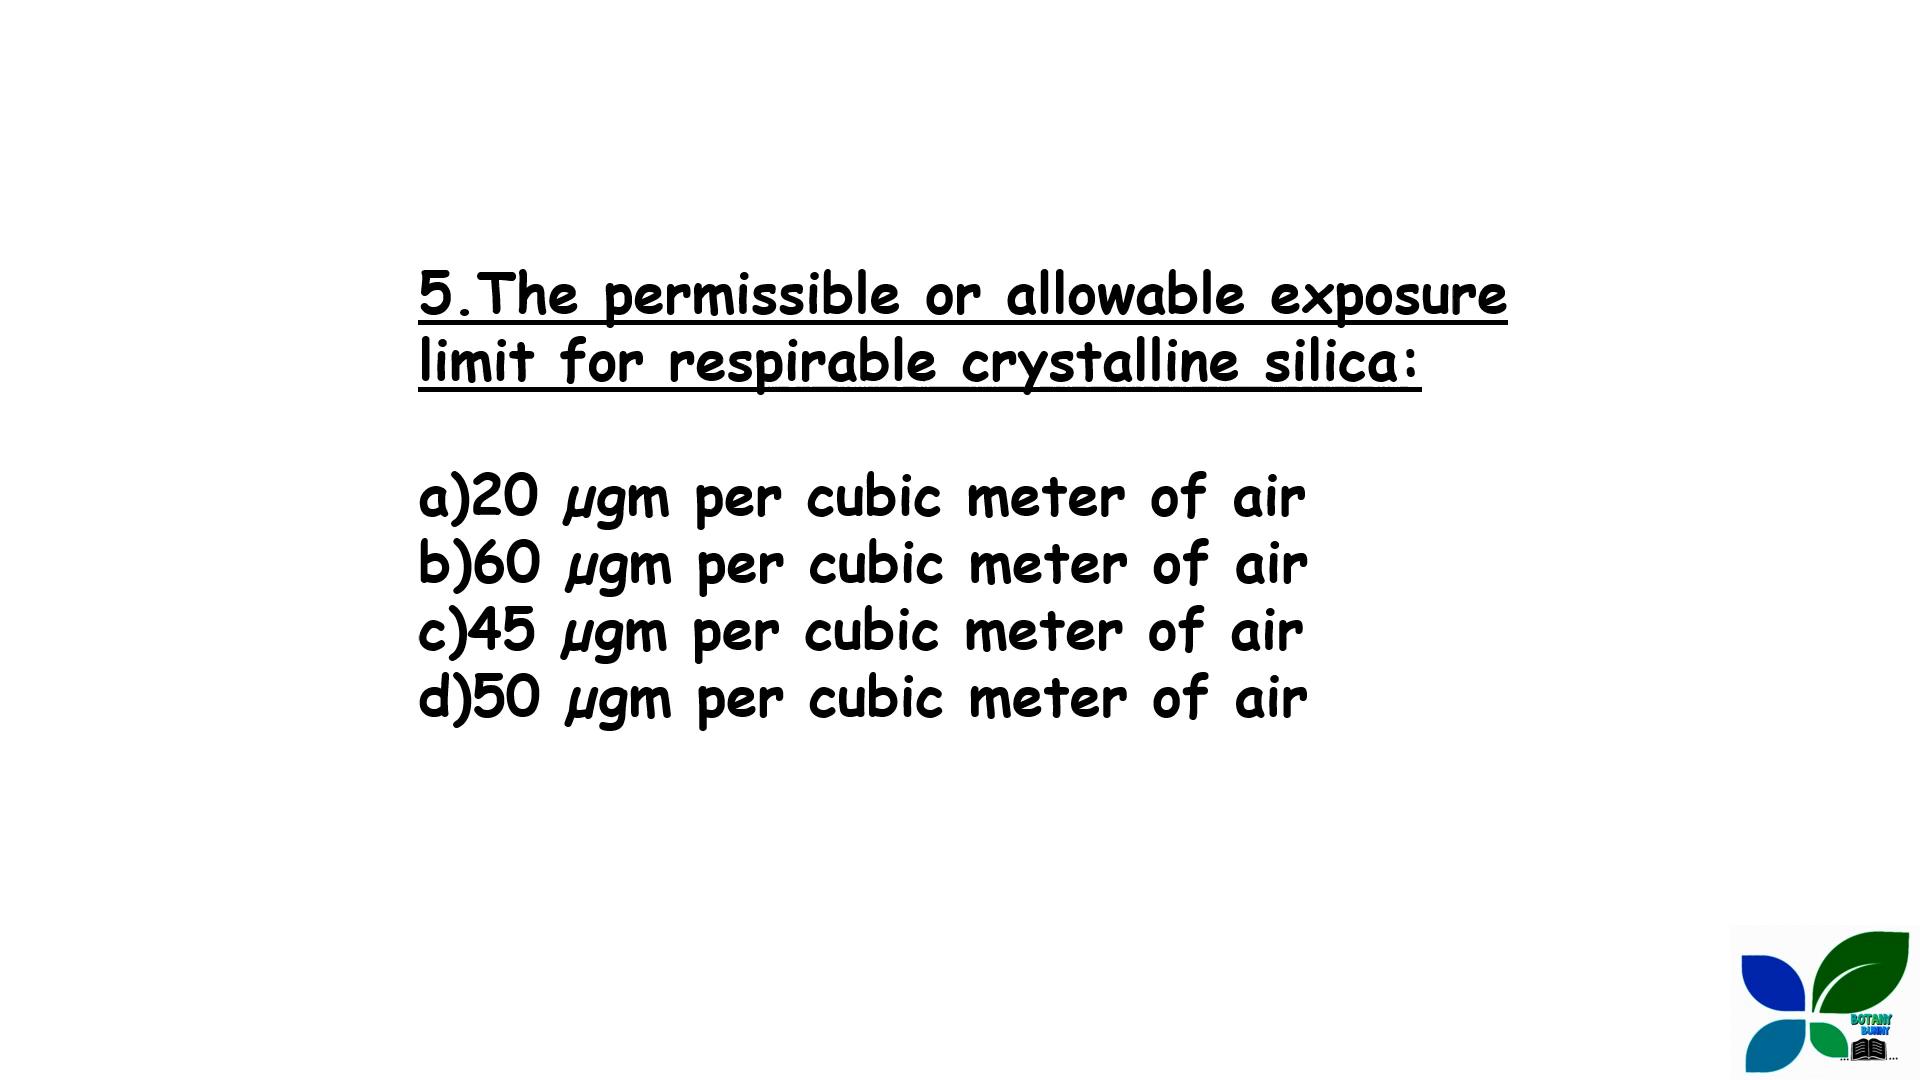 5.The permissible or allowable exposure
limit for respirable crystalline silica:
a)20 µgm per cubic meter of air
b)60 µgm per cubic meter of air
c)45 µgm per cubic meter of air
d)50 µgm per cubic meter of air
BOTANY
BUNNY